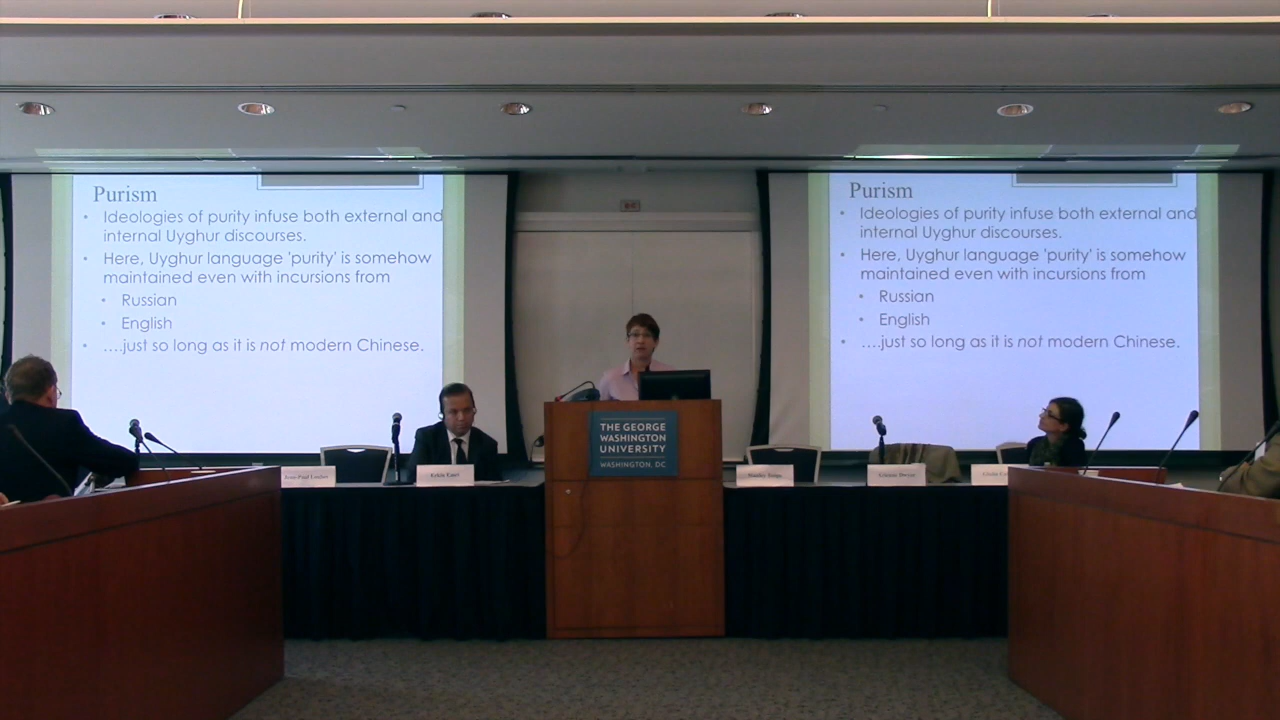 Purism
• Ideologies of purity infuse both external and
internal Uyghur discourses.
• Here, Uyghur language 'purity' is somehow
maintained even with incursions from
• Russian
• English
• ....just so long as it is not modern Chinese.
Purism
• Ideologies of purity infuse both external and
internal Uyghur discourses.
• Here, Uyghur language 'purity' is somehow
maintained even with incursions from
• Russian
• English
• ....just so long as it is not modern Chinese.
THE GEORGE
WASHINGTON
UNIVERSITY
WASHINGTON, DC